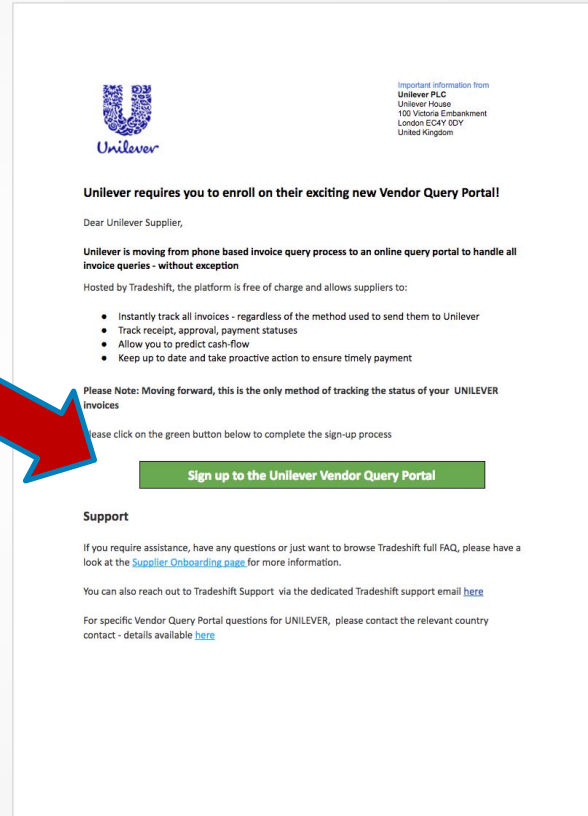 Unilever
Important information from
Unilever PLC
Unilever House
100 Victoria Embankment
London EC4Y 0DY
United Kingdom
Unilever requires you to enroll on their exciting new Vendor Query Portal!
Dear Unilever Supplier,
Unilever is moving from phone based invoice query process to an online query portal to handle all
invoice queries - without exception
Hosted by Tradeshift, the platform is free of charge and allows suppliers to:
● Instantly track all invoices - regardless of the method used to send them to Unilever
● Track receipt, approval, payment statuses
● Allow you to predict cash-flow
● Keep up to date and take proactive action to ensure timely payment
Please Note: Moving forward, this is the only method of tracking the status of your UNILEVER
invoices
lease click on the green button below to complete the sign-up process
Sign up to the Unilever Vendor Query Portal
Support
If you require assistance, have any questions or just want to browse Tradeshift full FAQ, please have a
look at the Supplier Onboarding page for more information.
You can also reach out to Tradeshift Support via the dedicated Tradeshift support email here
For specific Vendor Query Portal questions for UNILEVER, please contact the relevant country
contact - details available here